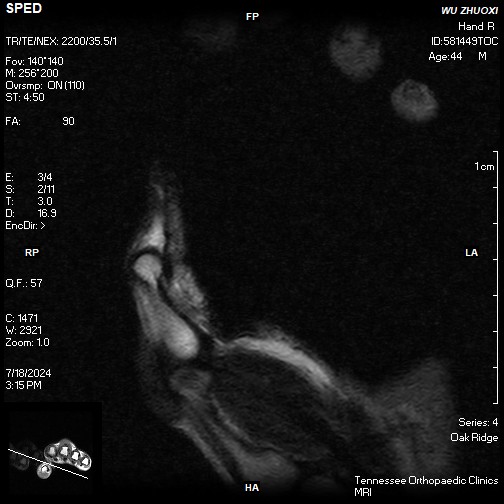 SPED
FP
WU ZHUOXI
Hand R
TR/TE/NEX: 2200/35.5/1
ID:581449TOC
Age:44 M
Fov: 140*140
M: 256*200
Ovrsmp: ON (110)
ST: 4:50
FA: 90
1cm
E: 3/4
S: 2/11
T: 3.0
D: 16.9
EncDir: >
RP
LA
Q.F.: 57
C: 1471
W: 2921
Zoom: 1.0
7/18/2024
3:15 PM
Series: 4
Oak Ridge
HA
Tennessee Orthopaedic Clinics
MRI